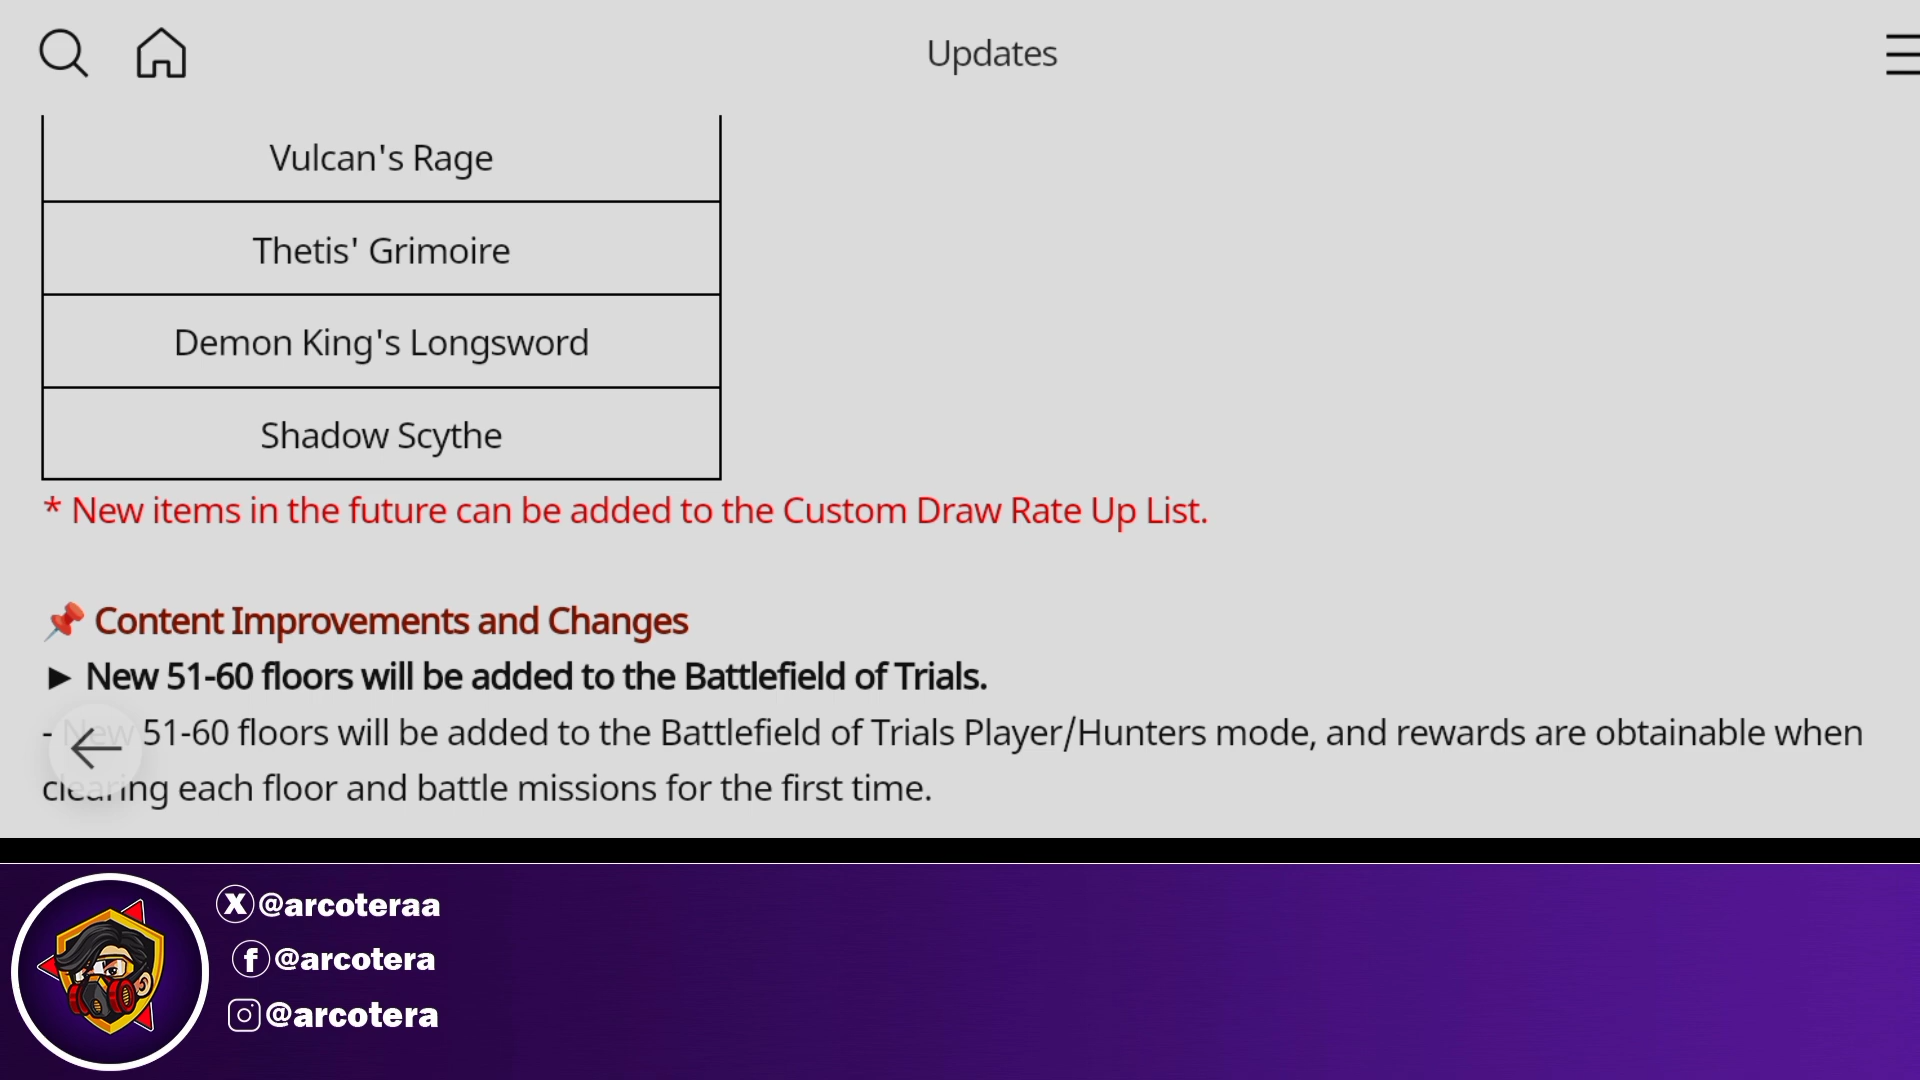 Updates
Vulcan's Rage
Thetis' Grimoire
Demon King's Longsword
Shadow Scythe
* New items in the future can be added to the Custom Draw Rate Up List.
📌 Content Improvements and Changes
► New 51-60 floors will be added to the Battlefield of Trials.
- New 51-60 floors will be added to the Battlefield of Trials Player/Hunters mode, and rewards are obtainable when
clearing each floor and battle missions for the first time.
@arcoteraa
@arcotera
@arcotera